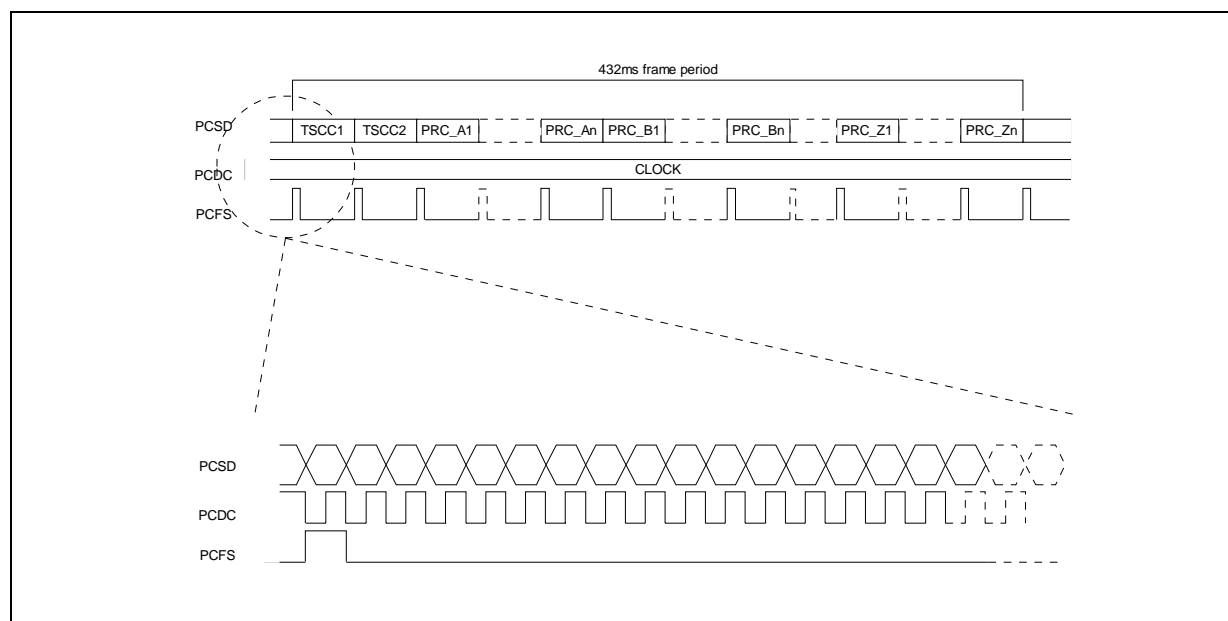 432ms frame period
PCSD TSCC1 TSCC2 PRC_A1 PRC_An PRC_B1 PRC_Bn PRC_Z1 PRC_Zn
PCDC CLOCK
PCFS
PCSD
PCDC
PCFS